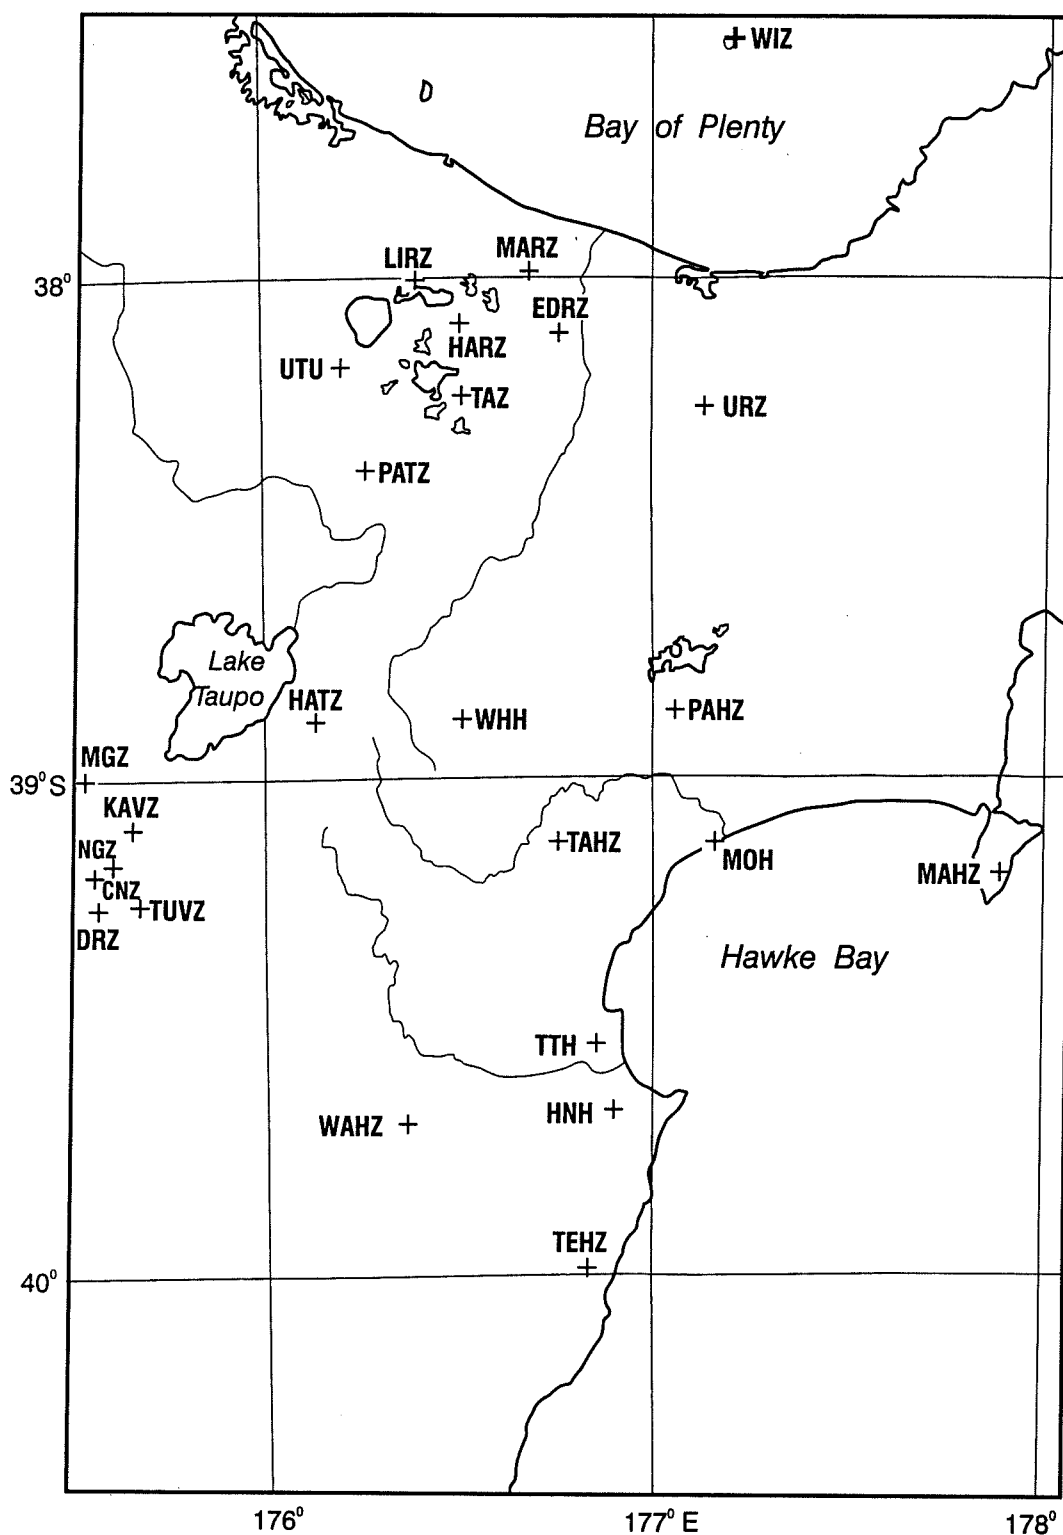 WIZ
Bay of Plenty
MARZ
LIRZ
38°
EDRZ
HARZ
UTU
TAZ
URZ
PATZ
Lake
Taupo
HATZ
PAHZ
WHH
MGZ
39° S
KAVZ
TAHZ
NGZ
MOH
MAHZ
CNZ
TUVZ
DRZ
Hawke Bay
TTH
HNH
WAHZ
TEHZ
40°
176°
177° E
178°